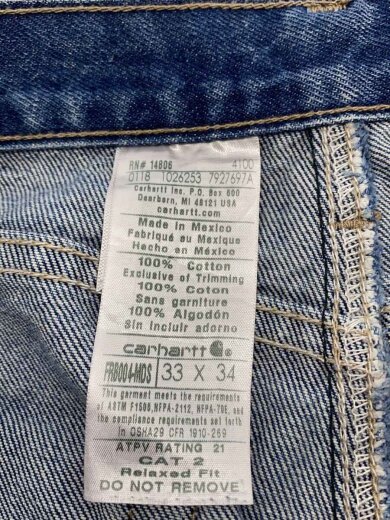 RN# 14806 4100
0118 1026253 7927697A
Carhartt Inc. P.O. Box 600
Dearborn, MI 48121 USA
carhartt.com
Made in Mexico
Fabriqué au Mexique
Hecho en México
100% Cotton
Exclusive of Trimming
100% Coton
Sans garniture
100% Algodón
Sin incluir adorno
carhartt
FRB004-MDS 33 X 34
This garment meets the requirements
of ASTM F1506, NFPA-2112, NFPA-70E, and
the compliance requirements set forth
in OSHA29 CFR 1910-269
ATPV RATING 21
CAT 2
Relaxed Fit
DO NOT REMOVE